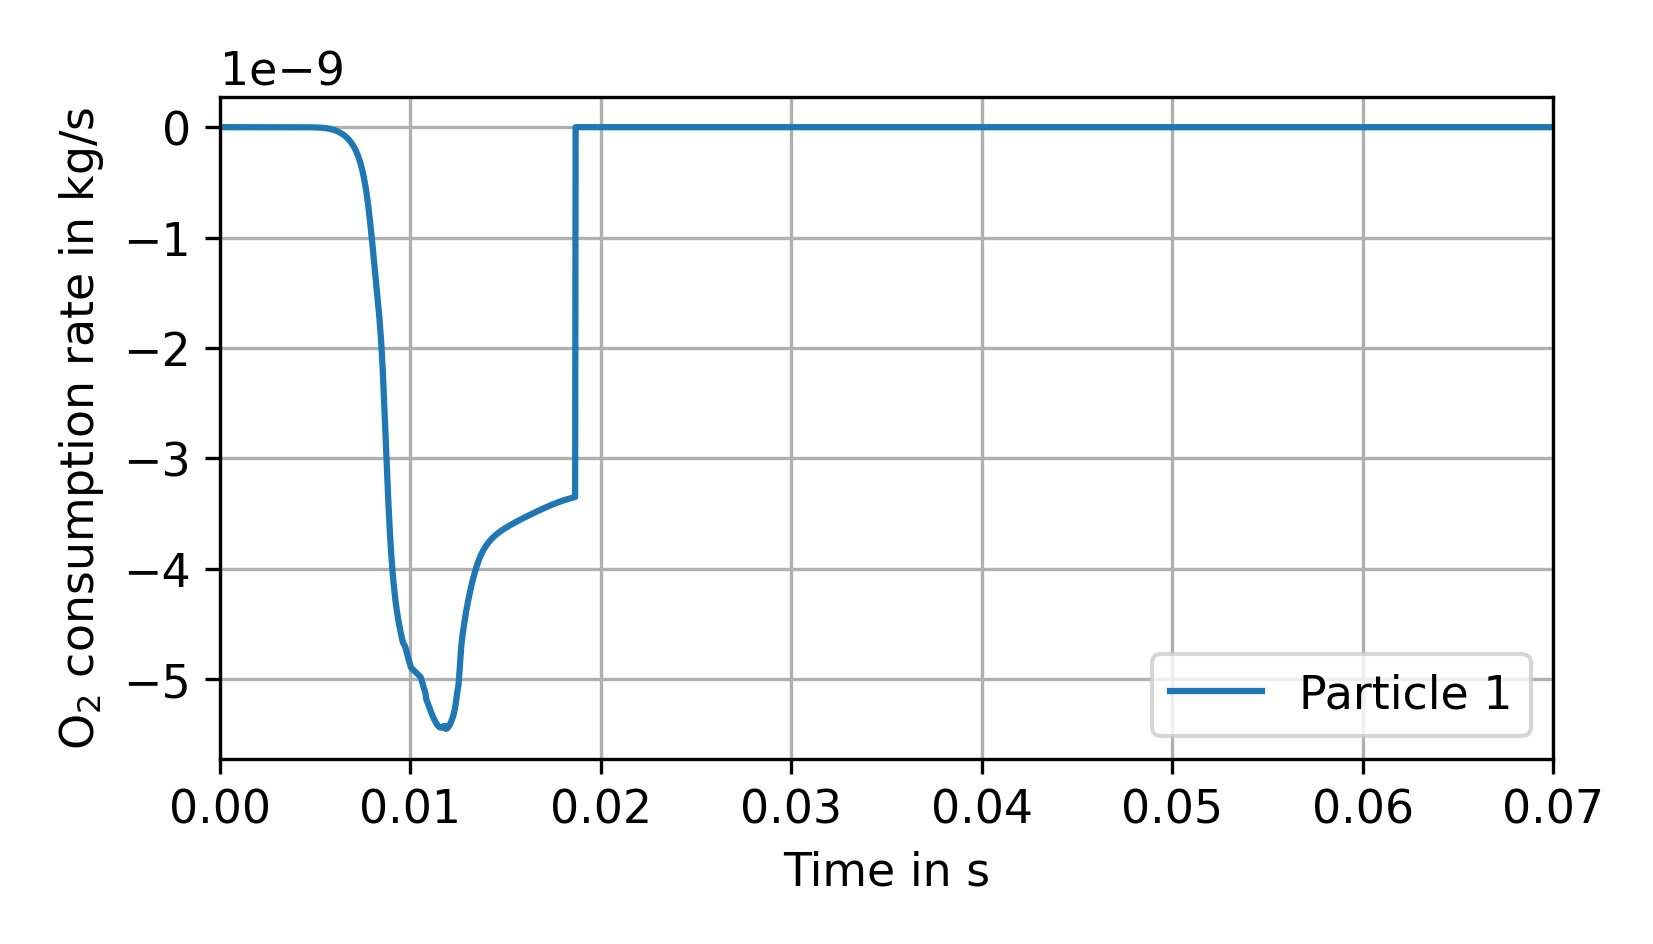 1e−9
O₂ consumption rate in kg/s
0
−1
−2
−3
−4
−5
Particle 1
0.00 0.01 0.02 0.03 0.04 0.05 0.06 0.07
Time in s